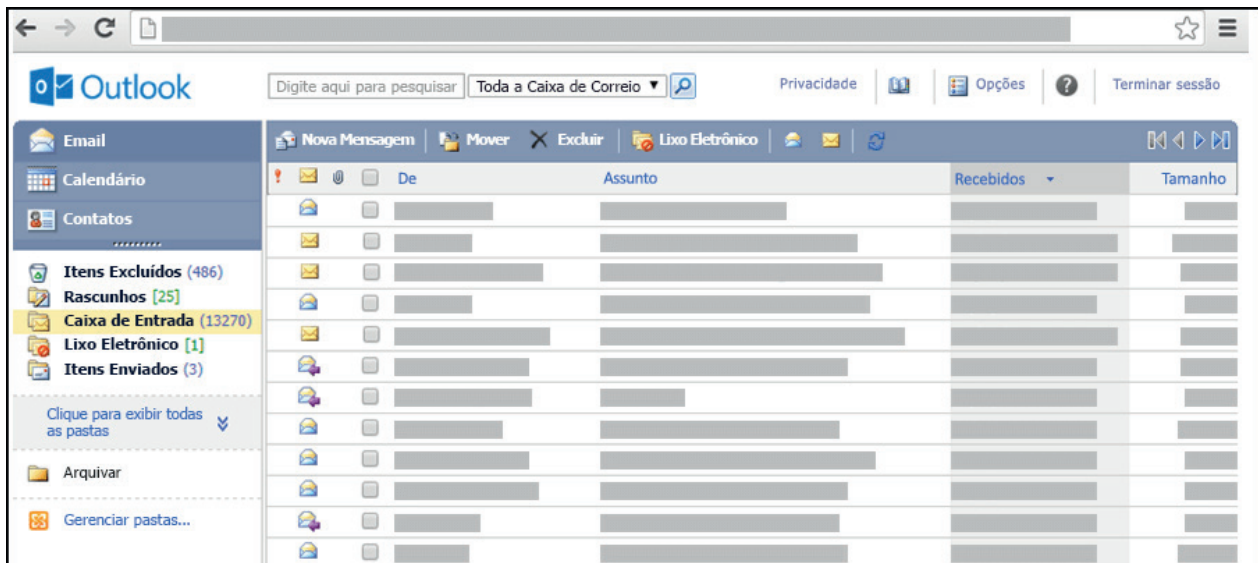 Outlook
Digite aqui para pesquisar Toda a Caixa de Correio Privacidade Opções Terminar sessão
Email
Calendário
Contatos
Nova Mensagem Mover Excluir Lixo Eletrônico
De Assunto Recebidos Tamanho
Itens Excluídos (486)
Rascunhos [25]
Caixa de Entrada (13270)
Lixo Eletrônico [1]
Itens Enviados (3)
Clique para exibir todas
as pastas
Arquivar
Gerenciar pastas...